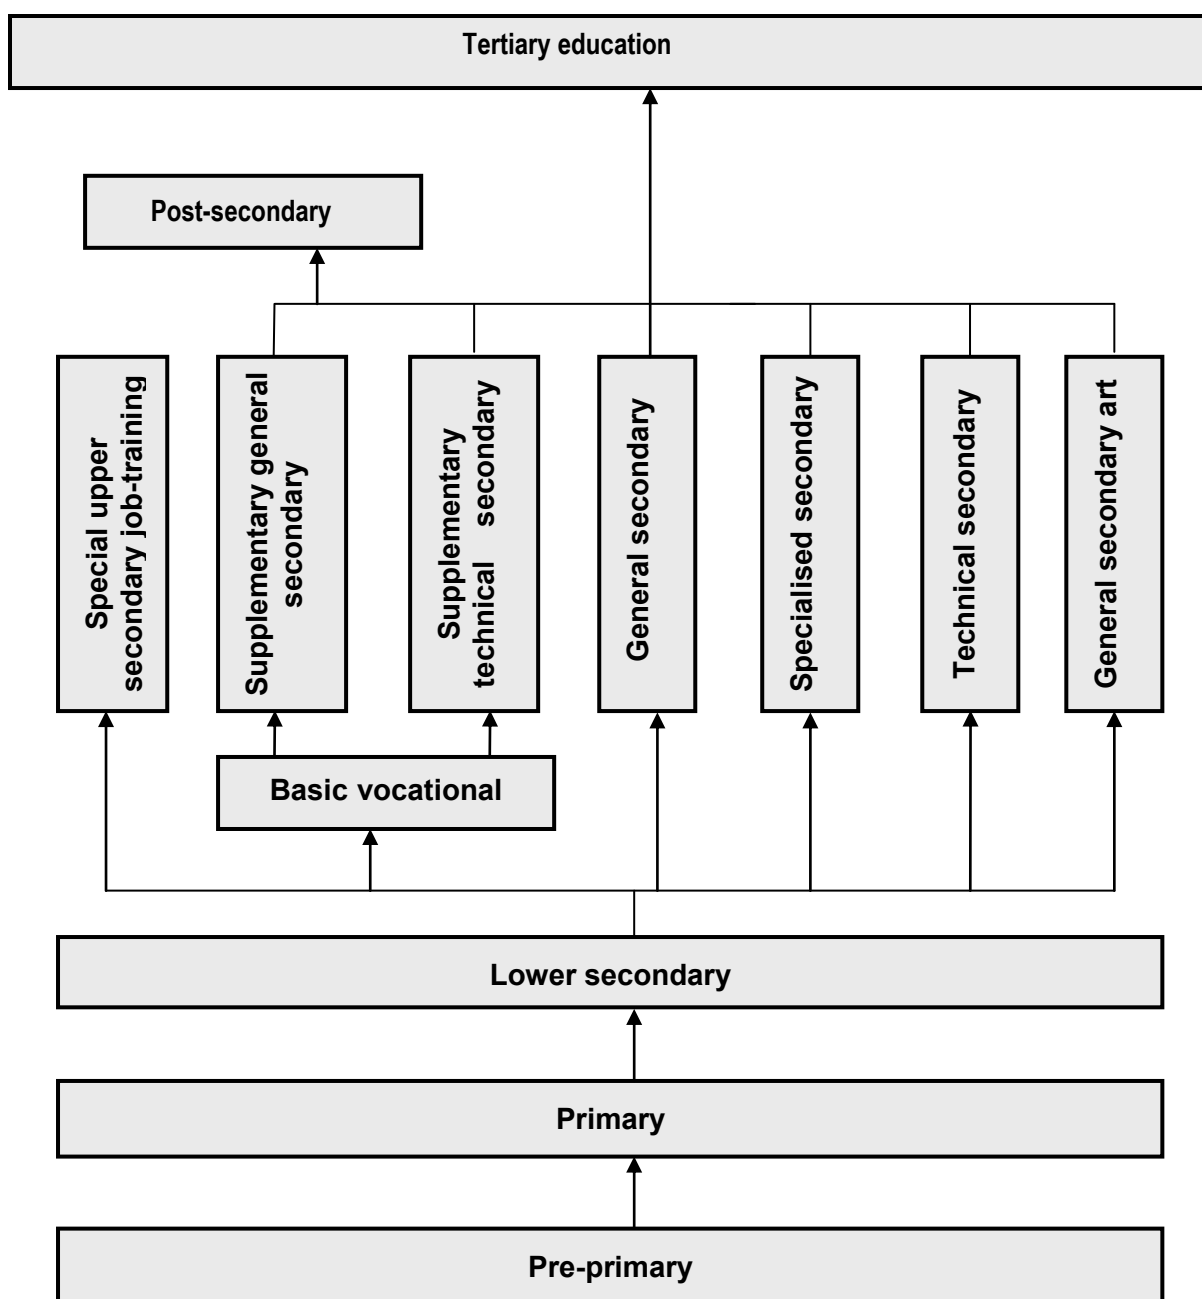 Tertiary education
Post-secondary
Special upper
secondary job-training
Supplementary general
secondary
Supplementary
technical secondary
General secondary
Specialised secondary
Technical secondary
General secondary art
Basic vocational
Lower secondary
Primary
Pre-primary